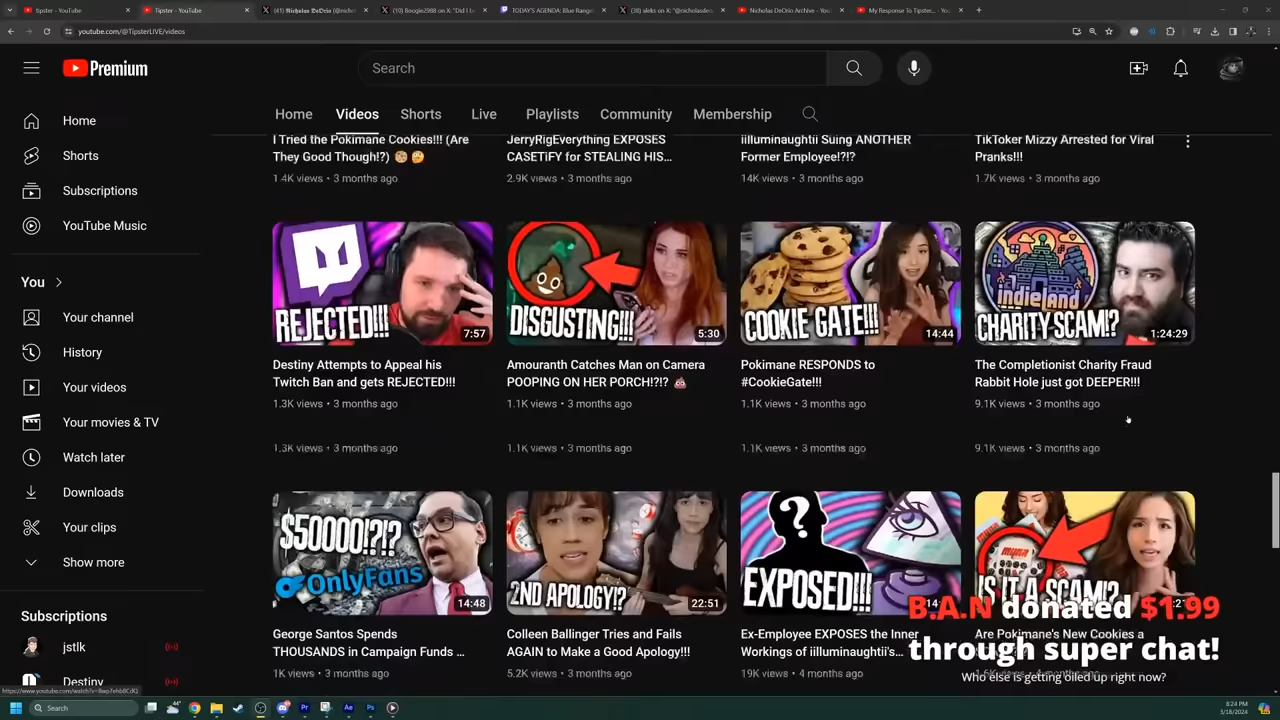 tipster - YouTube
Tipster - YouTube
(10) Boogie2988 on X: "Did I b
TODAY'S AGENDA: Blue Rang
(38) aleks on X: "@nicholasde
Nicholas DeOrio Archive - You
My Response To Tipster... - Yo
youtube.com/@TipsterLIVE/videos
Premium
Search
Home
Videos
Shorts
Live
Playlists
Community
Membership
Home
Shorts
Subscriptions
YouTube Music
You
Your channel
History
Your videos
Your movies & TV
Watch later
Downloads
Your clips
Show more
Subscriptions
jstlk
Destiny
I Tried the Pokimane Cookies!!! (Are
They Good Though!?) 🍪 🤔
1.4K views • 3 months ago
JerryRigEverything EXPOSES
CASETiFY for STEALING HIS...
2.9K views • 3 months ago
iilluminaughtii Suing ANOTHER
Former Employee!?!?
14K views • 3 months ago
TikToker Mizzy Arrested for Viral
Pranks!!!
1.7K views • 3 months ago
REJECTED!!!
7:57
Destiny Attempts to Appeal his
Twitch Ban and gets REJECTED!!!
1.3K views • 3 months ago
1.3K views • 3 months ago
DISGUSTING!!!
5:30
Amouranth Catches Man on Camera
POOPING ON HER PORCH!?!? 💩
1.1K views • 3 months ago
1.1K views • 3 months ago
COOKIE GATE!!!
14:44
Pokimane RESPONDS to
#CookieGate!!!
1.1K views • 3 months ago
1.1K views • 3 months ago
indieLand
CHARITY SCAM!?
1:24:29
The Completionist Charity Fraud
Rabbit Hole just got DEEPER!!!
9.1K views • 3 months ago
9.1K views • 3 months ago
$50000!?!?
OnlyFans
14:48
George Santos Spends
THOUSANDS in Campaign Funds ...
1K views • 3 months ago
2ND APOLOGY!?
22:51
Colleen Ballinger Tries and Fails
AGAIN to Make a Good Apology!!!
5.2K views • 3 months ago
?
EXPOSED!!!
Ex-Employee EXPOSES the Inner
Workings of iilluminaughtii's...
19K views • 4 months ago
MYNA
IS IT A SCAM!?
Are Pokimane's New Cookies a
B.A.N donated $1.99
through super chat!
Who else is getting oiled up right now?
Search
8:24 PM
3/18/2024